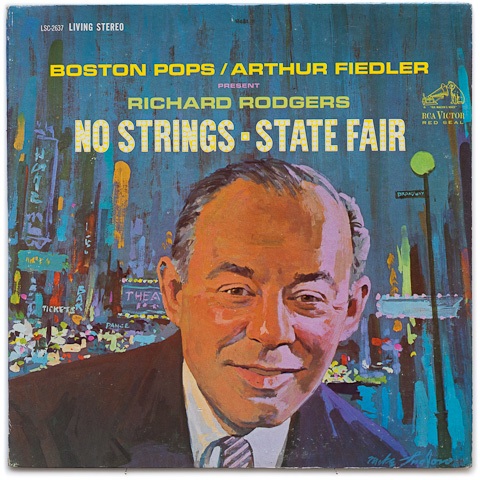 LSC-2637 LIVING STEREO
BOSTON POPS / ARTHUR FIEDLER
PRESENT
RICHARD RODGERS
NO STRINGS - STATE FAIR
RCA VICTOR
RED SEAL
BROADWAY
HOTEL
THEA
TICKETS
DANCE